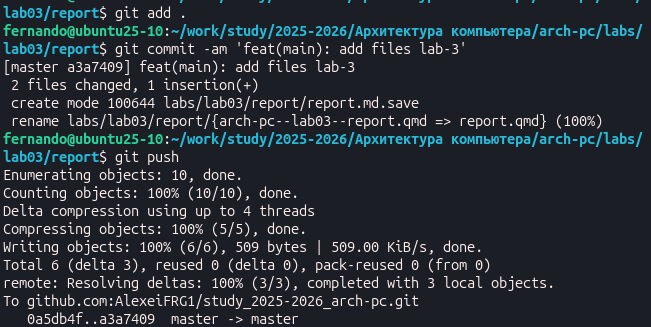 lab03/report$ git add .
fernando@ubuntu25-10:~/work/study/2025-2026/Архитектура компьютера/arch-pc/labs/
lab03/report$ git commit -am 'feat(main): add files lab-3'
[master a3a7409] feat(main): add files lab-3
 2 files changed, 1 insertion(+)
 create mode 100644 labs/lab03/report/report.md.save
 rename labs/lab03/report/{arch-pc--lab03--report.qmd => report.qmd} (100%)
fernando@ubuntu25-10:~/work/study/2025-2026/Архитектура компьютера/arch-pc/labs/
lab03/report$ git push
Enumerating objects: 10, done.
Counting objects: 100% (10/10), done.
Delta compression using up to 4 threads
Compressing objects: 100% (5/5), done.
Writing objects: 100% (6/6), 509 bytes | 509.00 KiB/s, done.
Total 6 (delta 3), reused 0 (delta 0), pack-reused 0 (from 0)
remote: Resolving deltas: 100% (3/3), completed with 3 local objects.
To github.com:AlexeiFRG1/study_2025-2026_arch-pc.git
   0a5db4f..a3a7409  master -> master